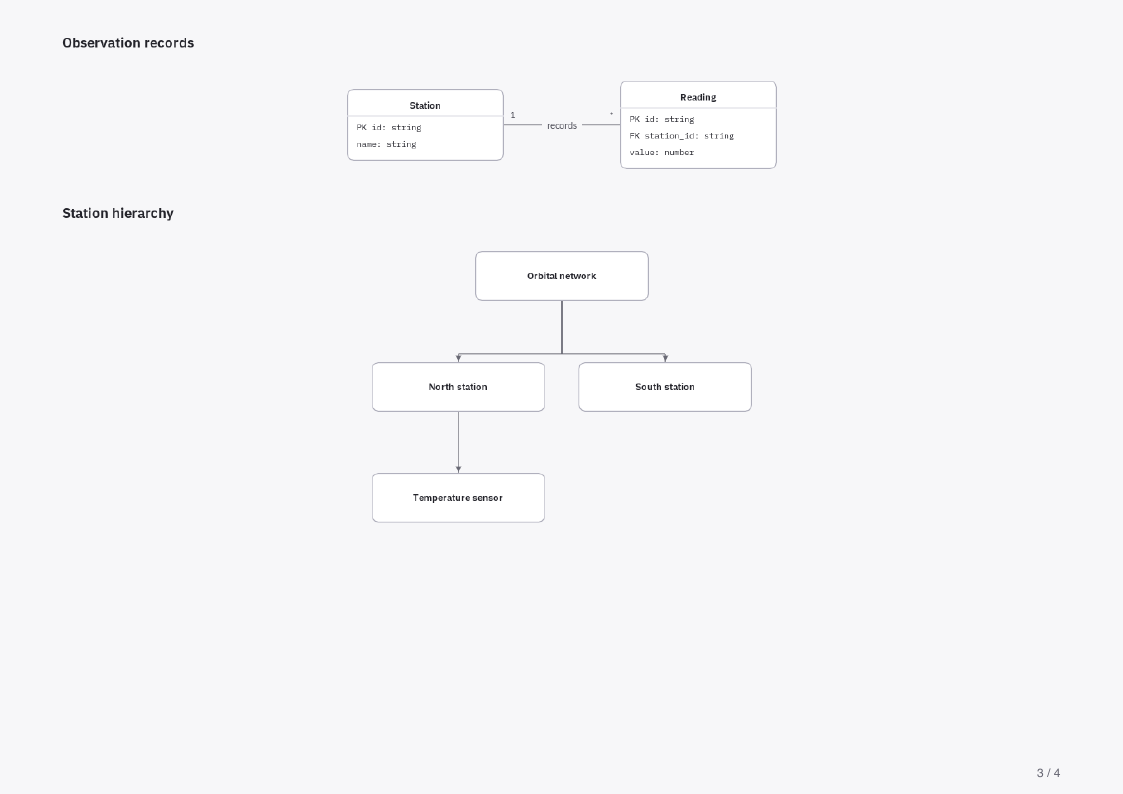 Observation records
Station
PK id: string
name: string
1
records
*
Reading
PK id: string
FK station_id: string
value: number
Station hierarchy
Orbital network
North station
South station
Temperature sensor
3 / 4